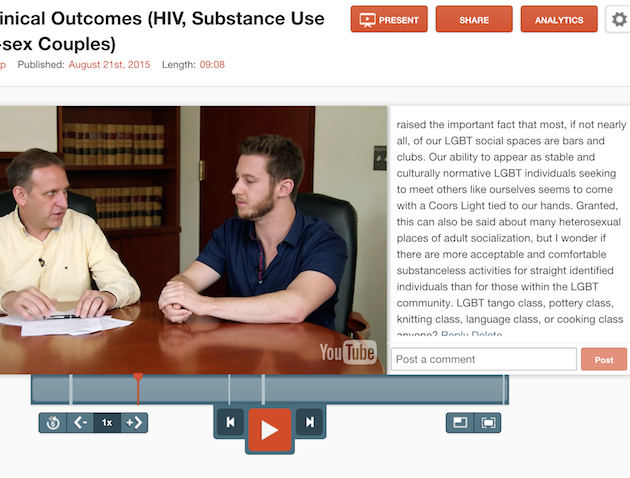 inical Outcomes (HIV, Substance Use
-sex Couples)
PRESENT
SHARE
ANALYTICS
p Published: August 21st, 2015 Length: 09:08
raised the important fact that most, if not nearly
all, of our LGBT social spaces are bars and
clubs. Our ability to appear as stable and
culturally normative LGBT individuals seeking
to meet others like ourselves seems to come
with a Coors Light tied to our hands. Granted,
this can also be said about many heterosexual
places of adult socialization, but I wonder if
there are more acceptable and comfortable
substanceless activities for straight identified
individuals than for those within the LGBT
community. LGBT tango class, pottery class,
knitting class, language class, or cooking class
anyone? Reply Delete
YouTube
Post a comment
Post
5
1x